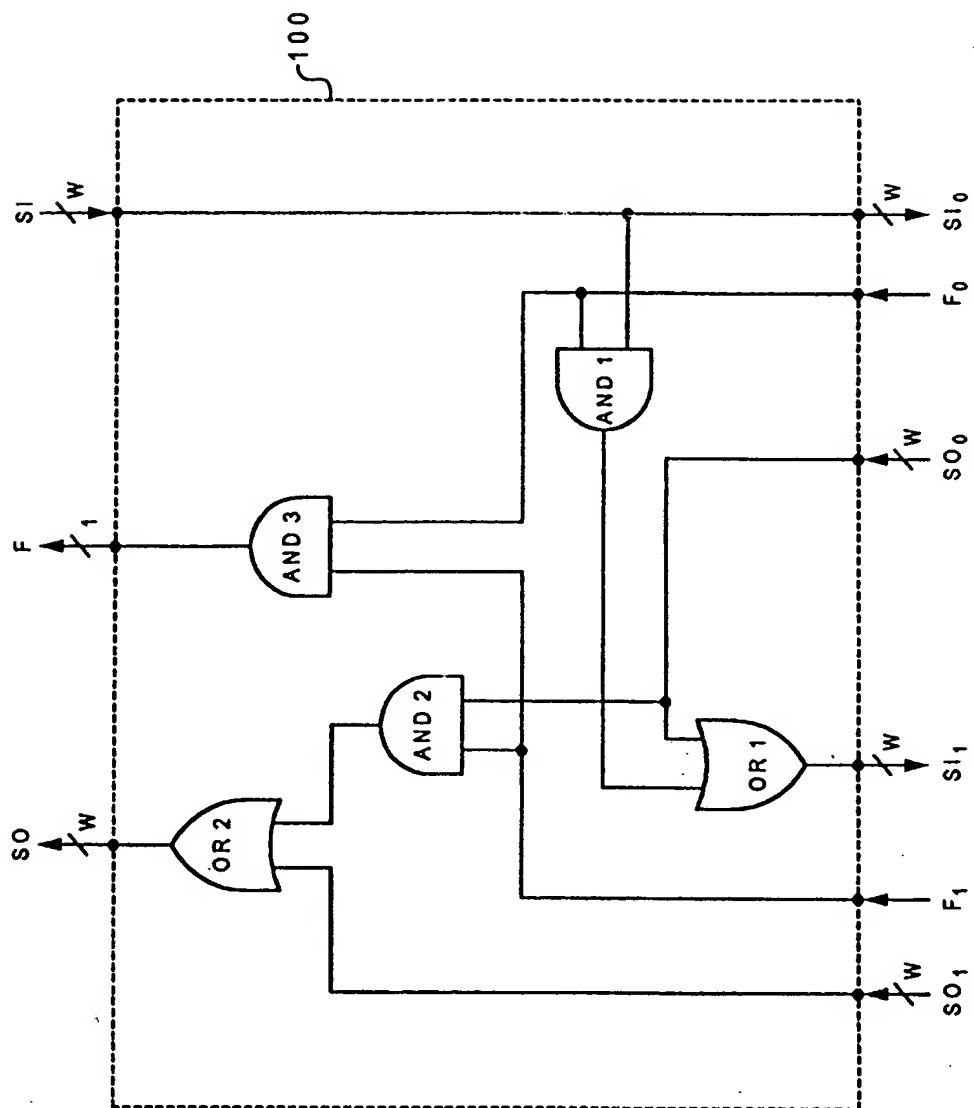 100
SI
W
F
1
SO
W
AND 3
AND 1
AND 2
OR 2
OR 1
W
SI₀
F₀
W
SO₀
W
SI₁
F₁
W
SO₁